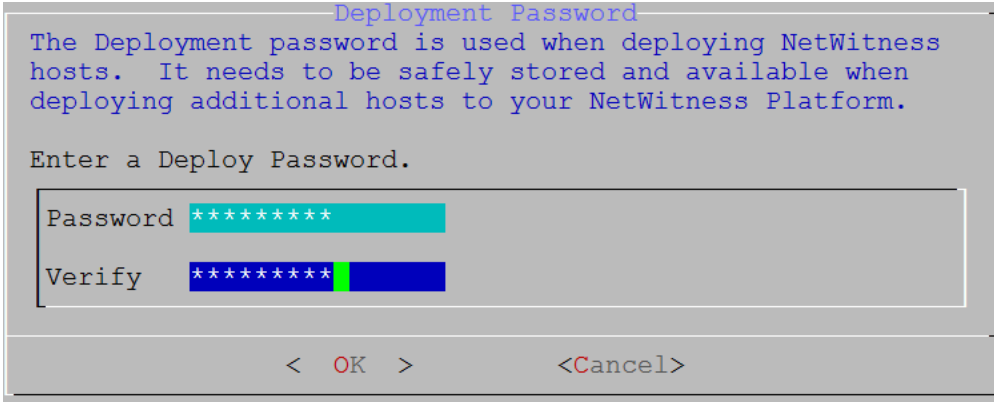 Deployment Password
The Deployment password is used when deploying NetWitness
hosts.  It needs to be safely stored and available when
deploying additional hosts to your NetWitness Platform.
Enter a Deploy Password.
Password *********
Verify *********
< OK > <Cancel>